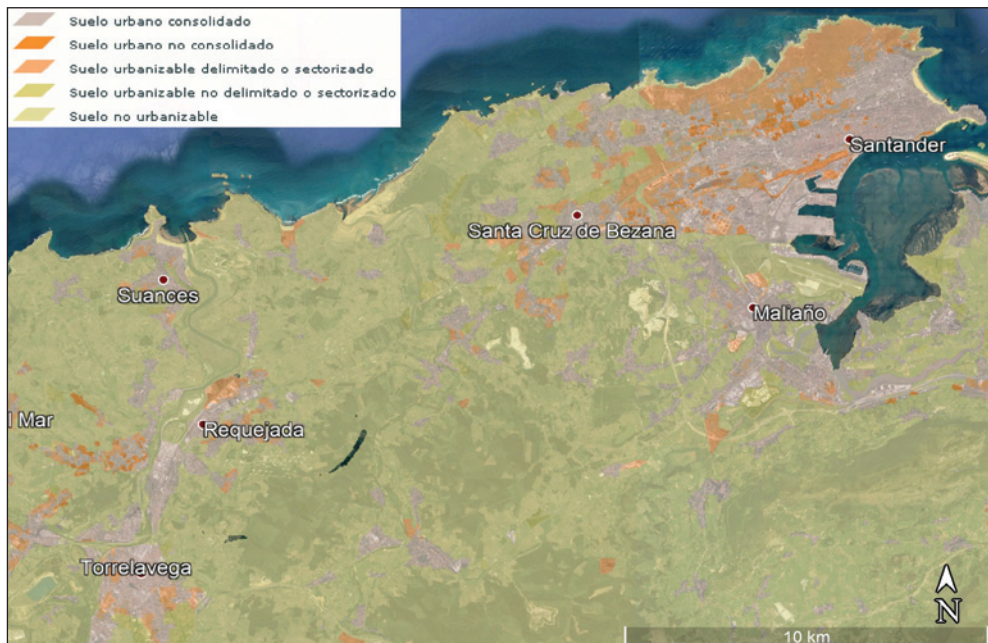 Suelo urbano consolidado
Suelo urbano no consolidado
Suelo urbanizable delimitado o sectorizado
Suelo urbanizable no delimitado o sectorizado
Suelo no urbanizable
Santander
Santa Cruz de Bezana
Suances
Maliaño
l Mar
Requejada
Torrelavega
N
10 km